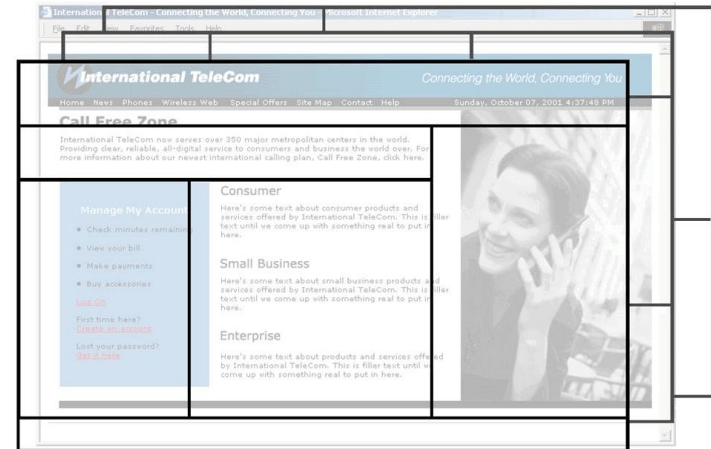 International TeleCom - Connecting the World, Connecting You - Microsoft Internet Explorer
File Edit View Favorites Tools Help
International TeleCom
Connecting the World, Connecting You
Home News Phones Wireless Web Special Offers Site Map Contact Help
Sunday, October 07, 2001 4:37:48 PM
Call Free Zone
International TeleCom now serves over 350 major metropolitan centers in the world.
Providing clear, reliable, all-digital service to consumers and business the world over. For
more information about our newest international calling plan, Call Free Zone, click here.
Manage My Account
Check minutes remaining
View your bill
Make payments
Buy accessories
Log On
First time here?
Create an account
Lost your password?
Get it here
Consumer
Here's some text about consumer products and
services offered by International TeleCom. This is filler
text until we come up with something real to put in
here.
Small Business
Here's some text about small business products and
services offered by International TeleCom. This is filler
text until we come up with something real to put in
here.
Enterprise
Here's some text about products and services offered
by International TeleCom. This is filler text until we
come up with something real to put in here.